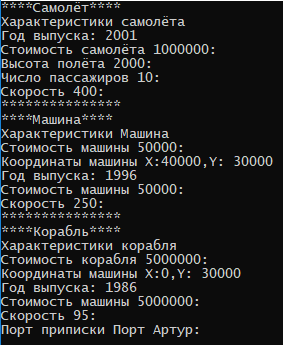 ****Самолёт****
Характеристики самолёта
Год выпуска: 2001
Стоимость самолёта 1000000:
Высота полёта 2000:
Число пассажиров 10:
Скорость 400:
***************
****Машина****
Характеристики Машина
Стоимость машины 50000:
Координаты машины X:40000,Y: 30000
Год выпуска: 1996
Стоимость машины 50000:
Скорость 250:
***************
****Корабль****
Характеристики корабля
Стоимость корабля 5000000:
Координаты машины X:0,Y: 30000
Год выпуска: 1986
Стоимость машины 5000000:
Скорость 95:
Порт приписки Порт Артур: